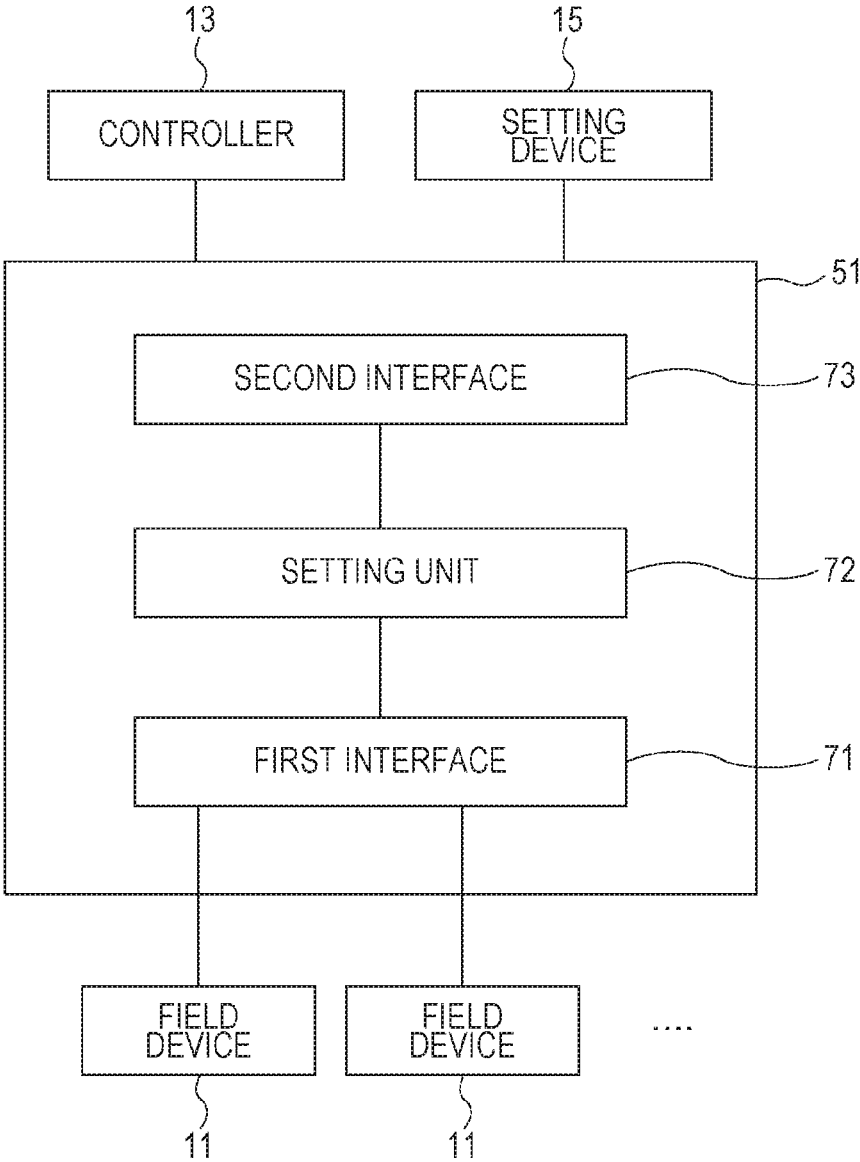 13
15
CONTROLLER
SETTING
DEVICE
51
SECOND INTERFACE
73
SETTING UNIT
72
FIRST INTERFACE
71
FIELD
DEVICE
FIELD
DEVICE
....
11
11